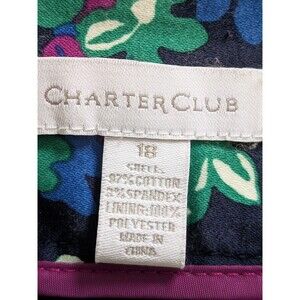 CHARTER CLUB
18
SHELL:
97% COTTON
3% SPANDEX
LINING: 100%
POLYESTER
MADE IN
CHINA